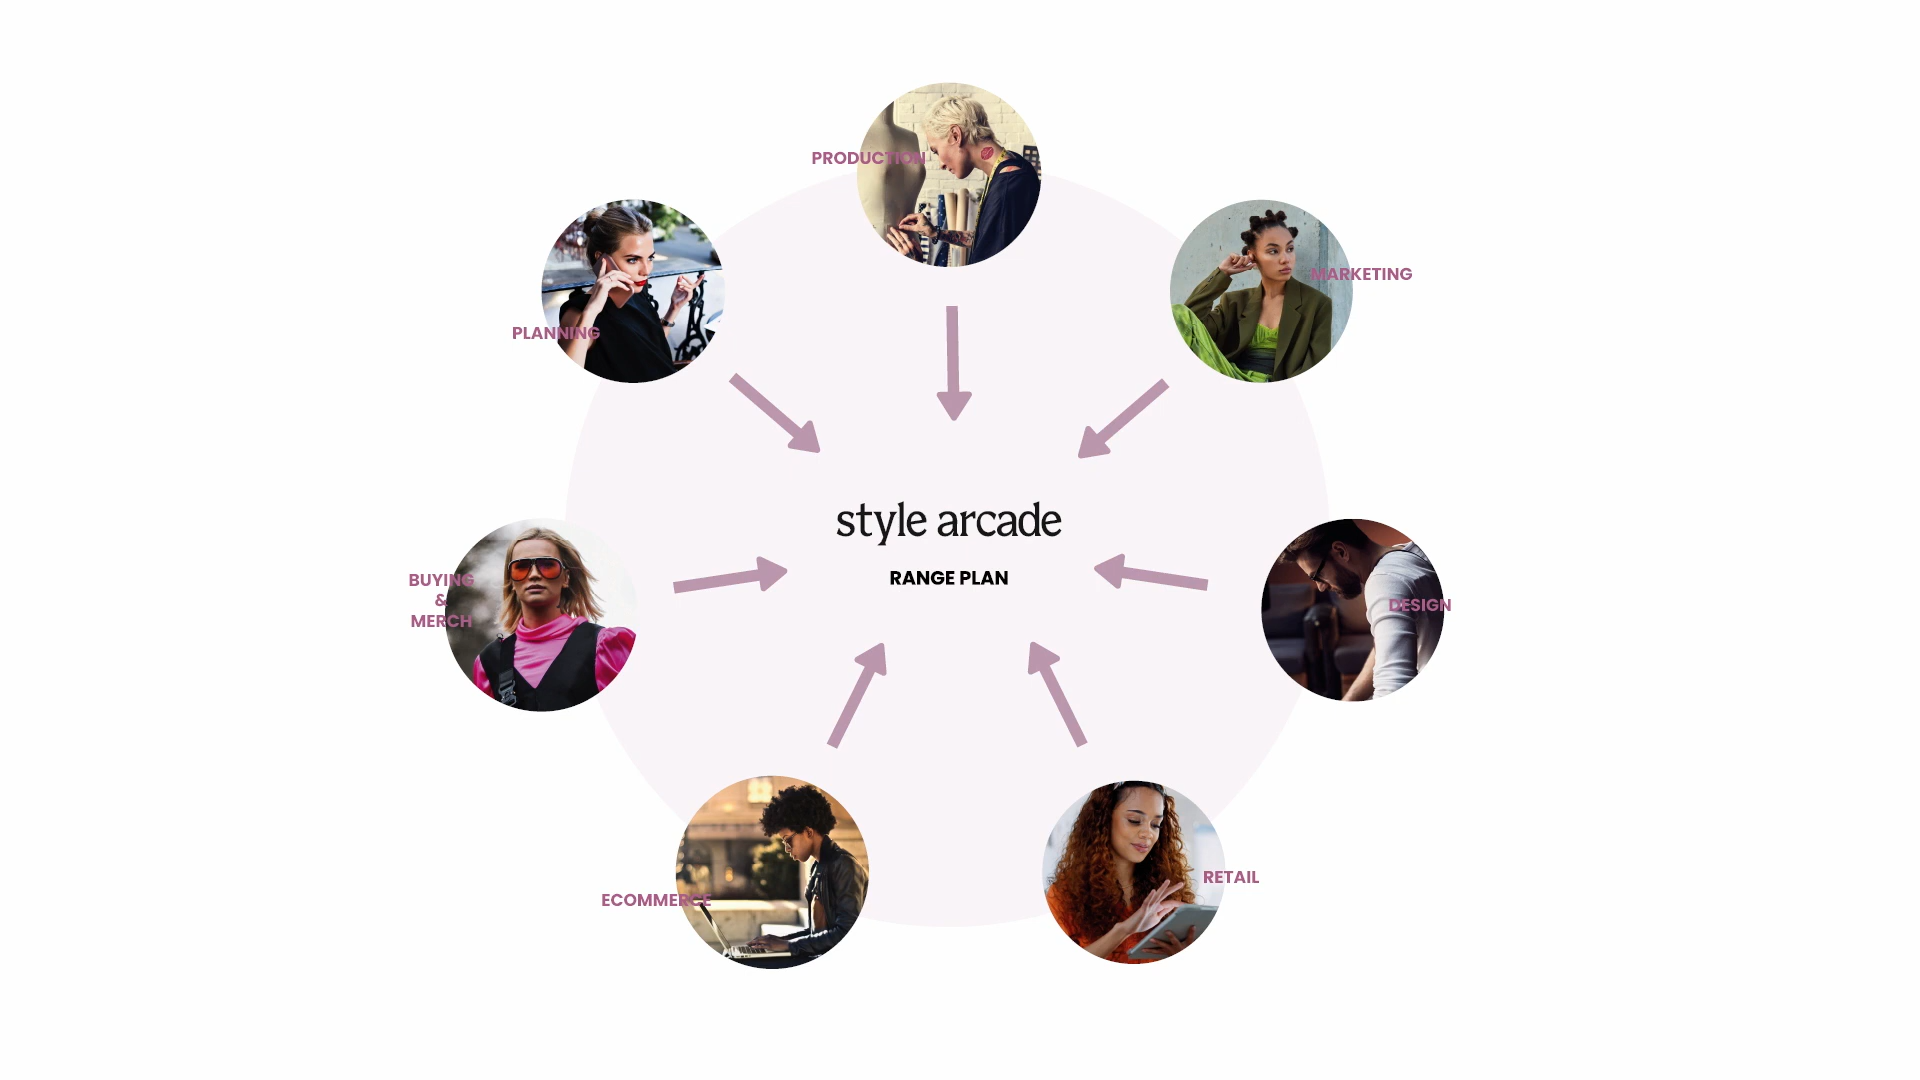 PRODUCTION
MARKETING
PLANNING
style arcade
RANGE PLAN
BUYING
&
MERCH
DESIGN
RETAIL
ECOMMERCE